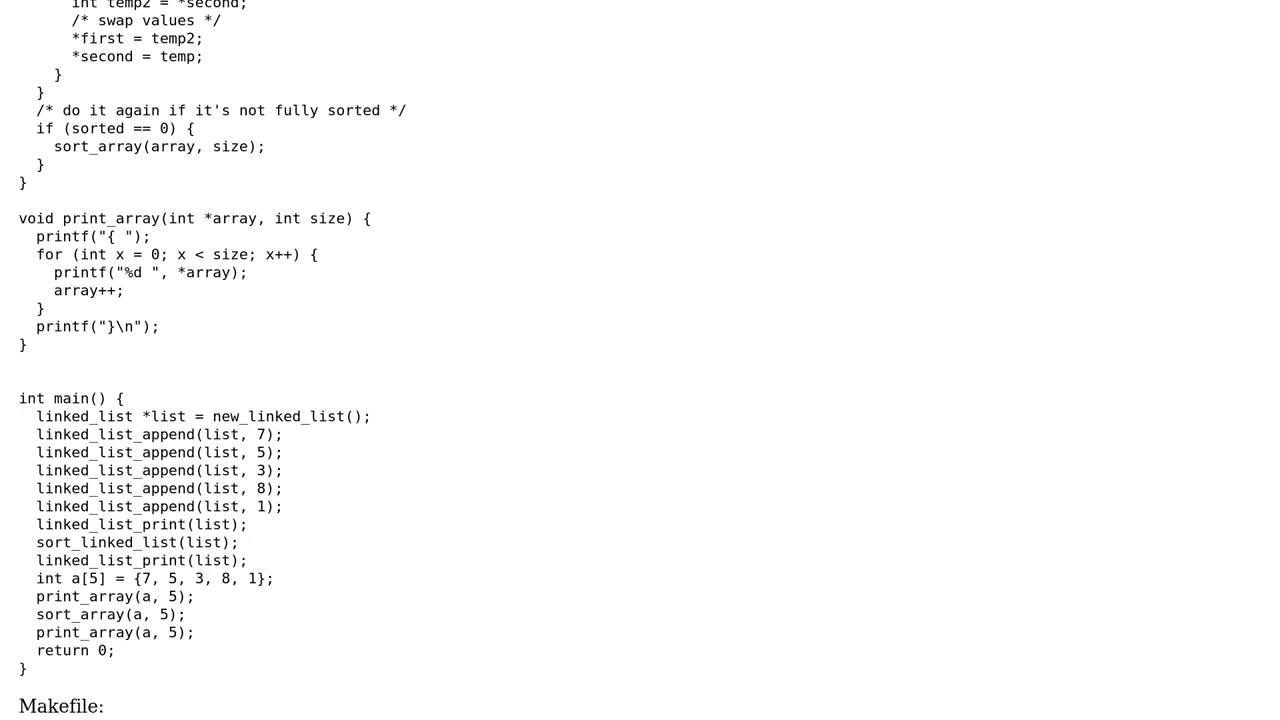 int temp2 = *second;
      /* swap values */
      *first = temp2;
      *second = temp;
    }
  }
  /* do it again if it's not fully sorted */
  if (sorted == 0) {
    sort_array(array, size);
  }
}

void print_array(int *array, int size) {
  printf("{ ");
  for (int x = 0; x < size; x++) {
    printf("%d ", *array);
    array++;
  }
  printf("}\n");
}


int main() {
  linked_list *list = new_linked_list();
  linked_list_append(list, 7);
  linked_list_append(list, 5);
  linked_list_append(list, 3);
  linked_list_append(list, 8);
  linked_list_append(list, 1);
  linked_list_print(list);
  sort_linked_list(list);
  linked_list_print(list);
  int a[5] = {7, 5, 3, 8, 1};
  print_array(a, 5);
  sort_array(a, 5);
  print_array(a, 5);
  return 0;
}

Makefile: